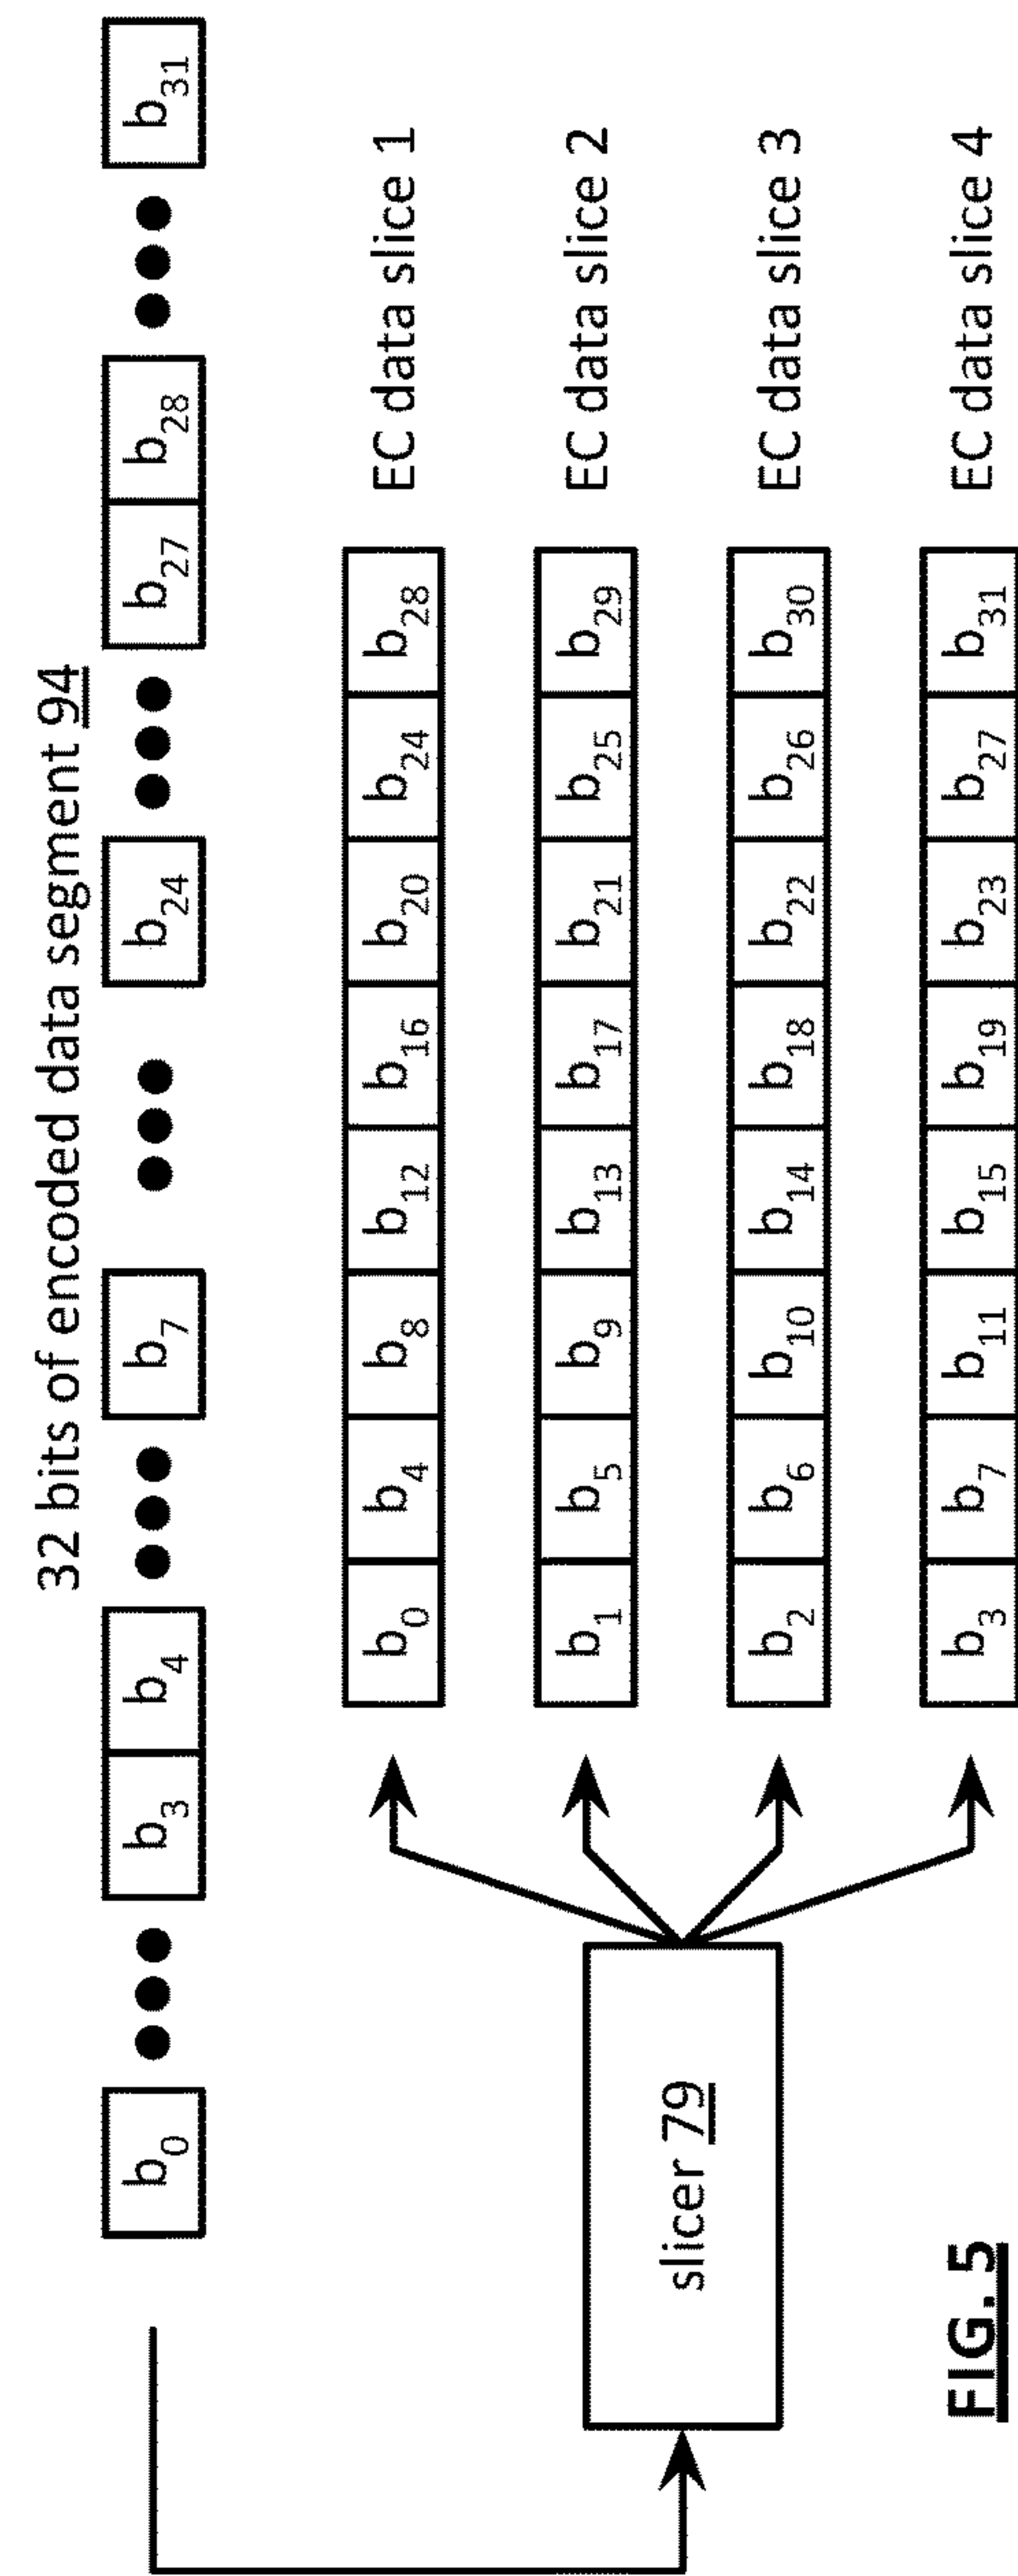 32 bits of encoded data segment 94
b0 ●●● b3 b4 ●●● b7 ●●● b24 ●●● b27 b28 ●●● b31
b0 b4 b8 b12 b16 b20 b24 b28 EC data slice 1
b1 b5 b9 b13 b17 b21 b25 b29 EC data slice 2
slicer 79
b2 b6 b10 b14 b18 b22 b26 b30 EC data slice 3
b3 b7 b11 b15 b19 b23 b27 b31 EC data slice 4
FIG. 5